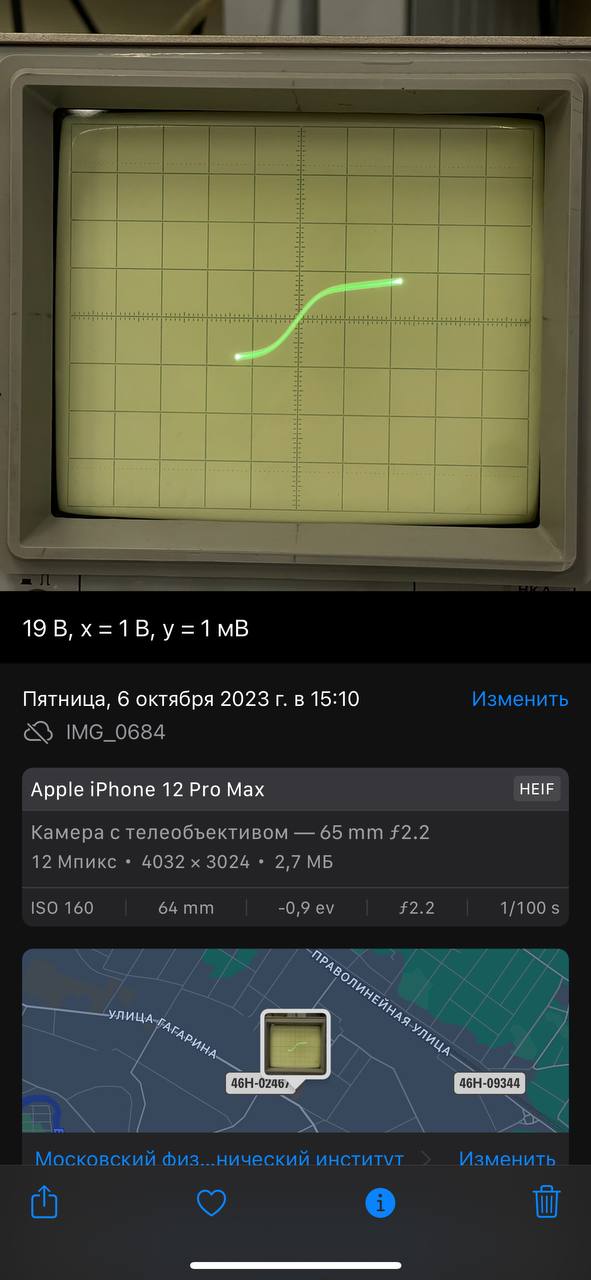 19 В, x = 1 В, y = 1 мВ
Пятница, 6 октября 2023 г. в 15:10
Изменить
IMG_0684
Apple iPhone 12 Pro Max
HEIF
Камера с телеобъективом — 65 mm ƒ2.2
12 Мпикс • 4032 × 3024 • 2,7 МБ
ISO 160
64 mm
-0,9 ev
ƒ2.2
1/100 s
ПРАВОЛИНЕЙНАЯ УЛИЦА
УЛИЦА ГАГАРИНА
46Н-02467
46Н-09344
Московский физ...нический институт
Изменить